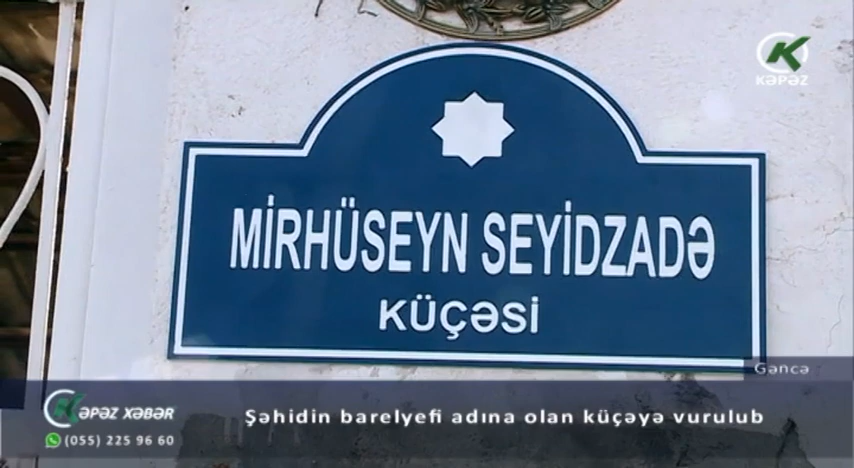 KƏPƏZ
MİRHÜSEYN SEYİDZADƏ
KÜÇƏSİ
Gəncə
KƏPƏZ XƏBƏR
(055) 225 96 60
Şəhidin barelyefi adına olan küçəyə vurulub